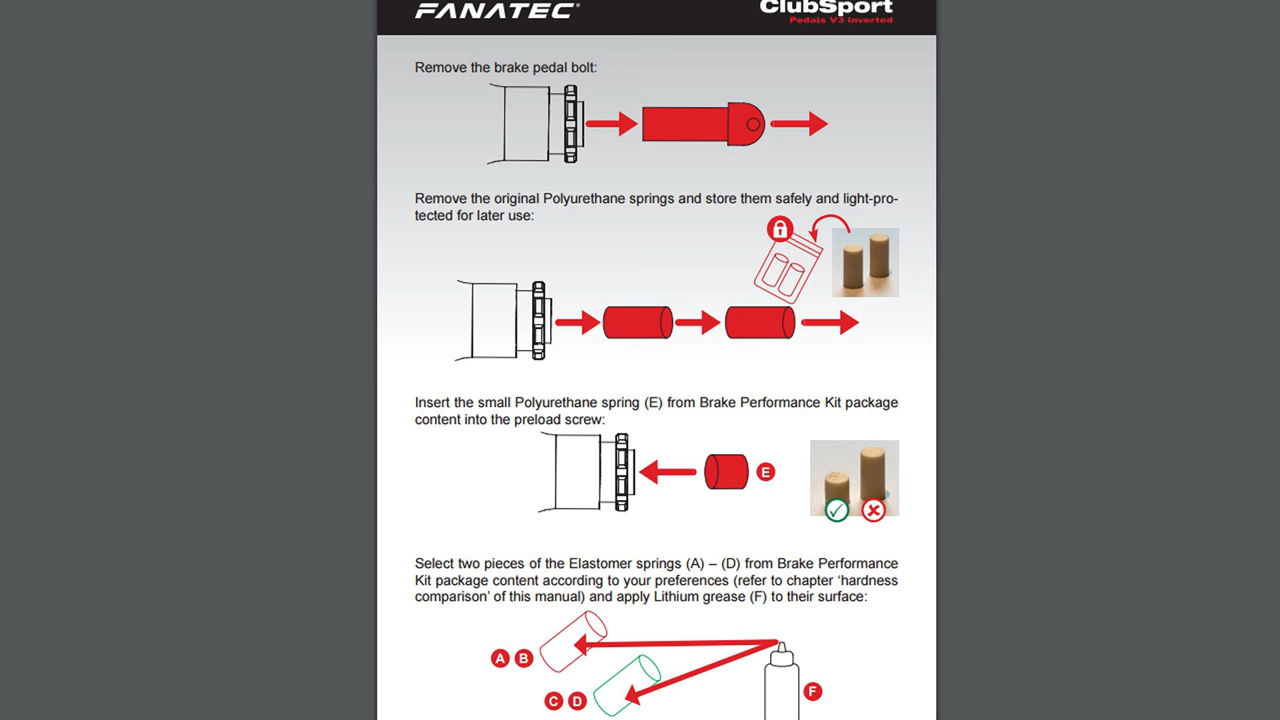 FANATEC
ClubSport
Pedals V3 inverted
Remove the brake pedal bolt:
Remove the original Polyurethane springs and store them safely and light-pro-
tected for later use:
Insert the small Polyurethane spring (E) from Brake Performance Kit package
content into the preload screw:
E
Select two pieces of the Elastomer springs (A) – (D) from Brake Performance
Kit package content according to your preferences (refer to chapter ‘hardness
comparison’ of this manual) and apply Lithium grease (F) to their surface:
A B
C D
F